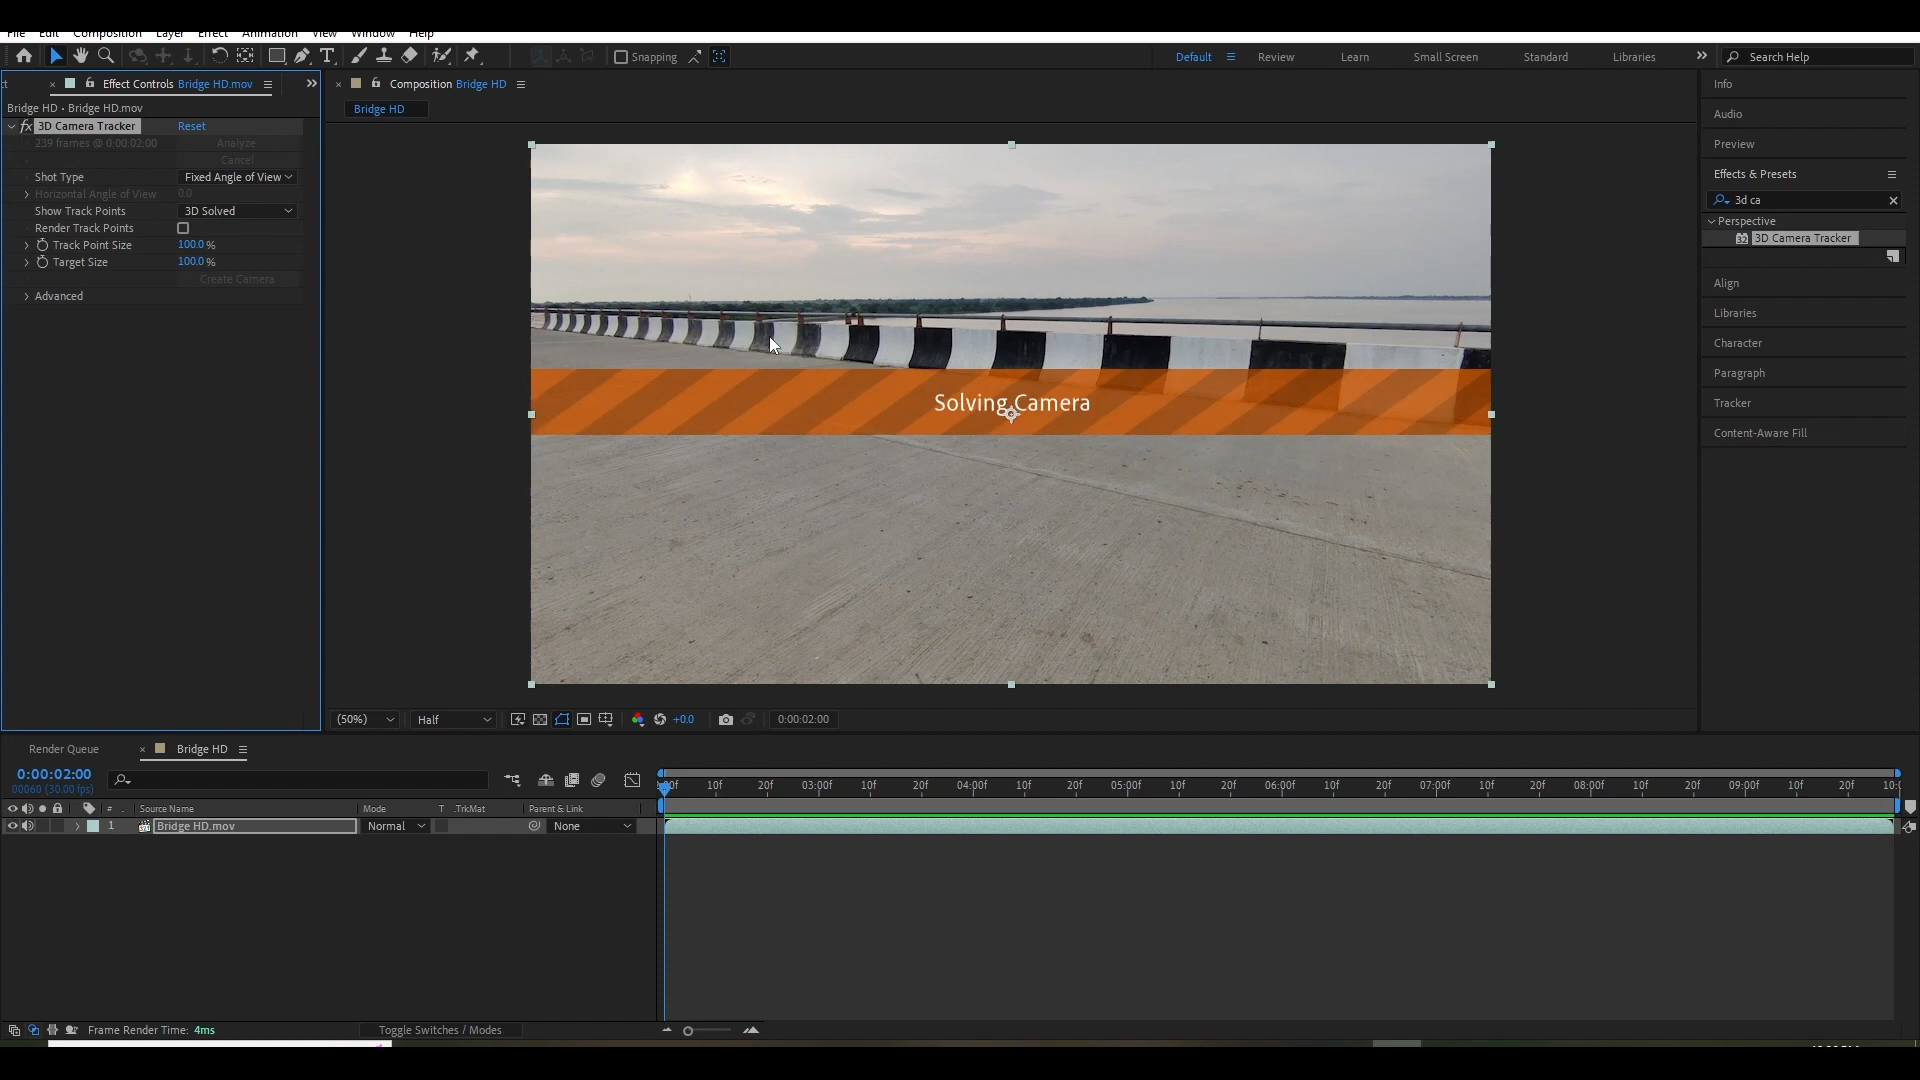 File Edit Composition Layer Effect Animation View Window Help
Snapping
Default Review Learn Small Screen Standard Libraries Search Help
Effect Controls Bridge HD.mov
Bridge HD • Bridge HD.mov
fx 3D Camera Tracker Reset
239 frames @ 0:00:02:00 Analyze
Cancel
Shot Type Fixed Angle of View
Horizontal Angle of View 0.0
Show Track Points 3D Solved
Render Track Points
Track Point Size 100.0 %
Target Size 100.0 %
Create Camera
Advanced
Composition Bridge HD
Bridge HD
Solving Camera
(50%) Half +0.0 0:00:02:00
Info
Audio
Preview
Effects & Presets
3d ca
Perspective
32 3D Camera Tracker
Align
Libraries
Character
Paragraph
Tracker
Content-Aware Fill
Render Queue Bridge HD
0:00:02:00
00060 (30.00 fps)
:00f 10f 20f 03:00f 10f 20f 04:00f 10f 20f 05:00f 10f 20f 06:00f 10f 20f 07:00f 10f 20f 08:00f 10f 20f 09:00f 10f 20f 10:(
# Source Name Mode T .TrkMat Parent & Link
1 Bridge HD.mov Normal None
Frame Render Time: 4ms Toggle Switches / Modes